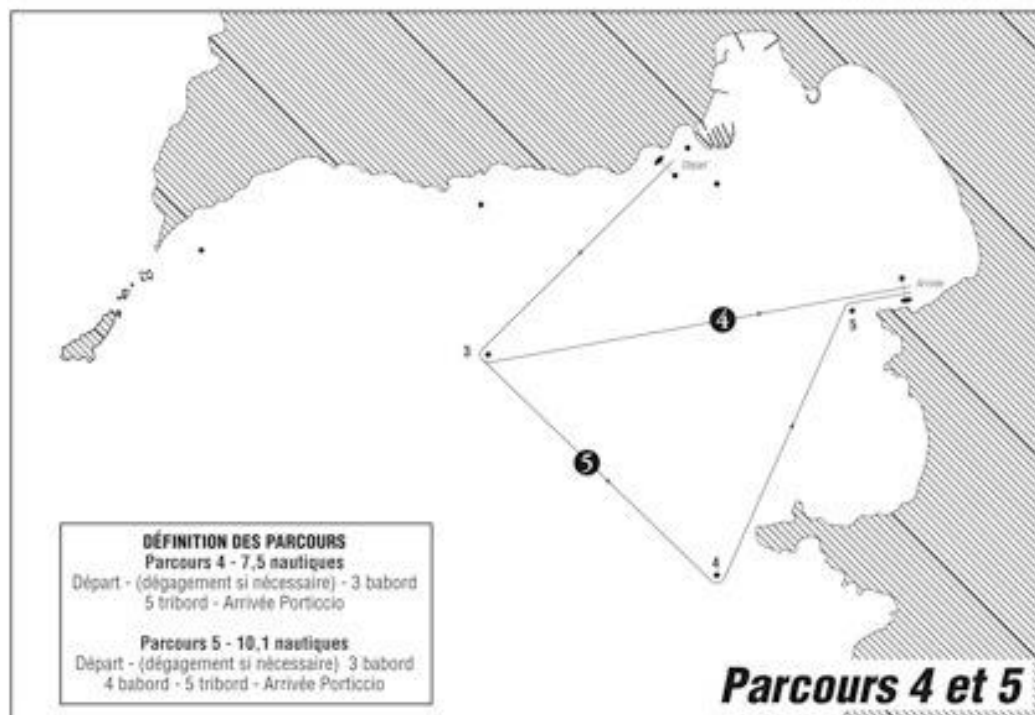 Départ
Arrivée
4
3
5
5
4
DÉFINITION DES PARCOURS
Parcours 4 - 7,5 nautiques
Départ - (dégagement si nécessaire) - 3 babord
5 tribord - Arrivée Porticcio
Parcours 5 - 10,1 nautiques
Départ - (dégagement si nécessaire) 3 babord
4 babord - 5 tribord - Arrivée Porticcio
Parcours 4 et 5